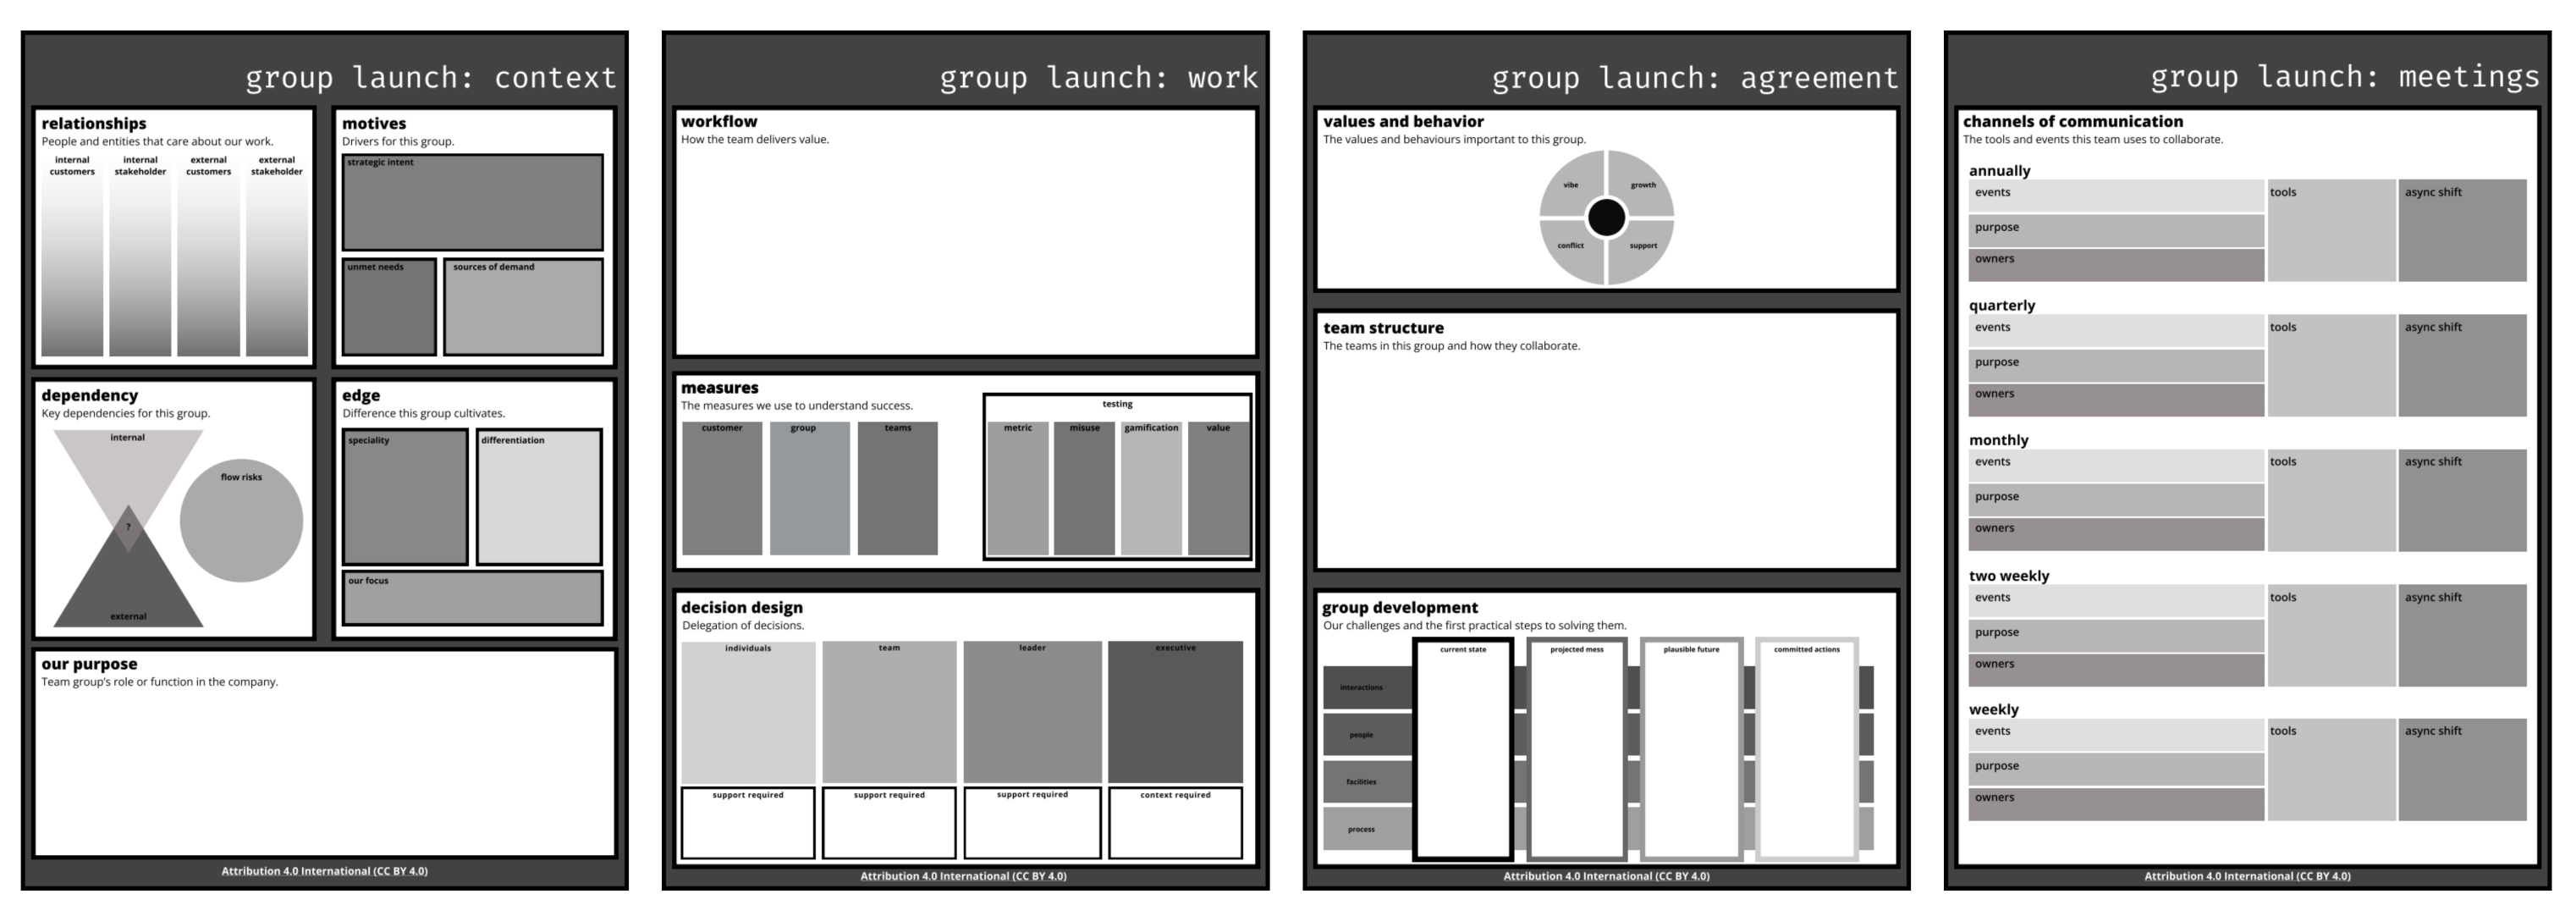 group launch: context
relationships
People and entities that care about our work.
internal customers
internal stakeholder
external customers
external stakeholder
motives
Drivers for this group.
strategic intent
unmet needs
sources of demand
dependency
Key dependencies for this group.
internal
?
external
flow risks
edge
Difference this group cultivates.
speciality
differentiation
our focus
our purpose
Team group's role or function in the company.
Attribution 4.0 International (CC BY 4.0)
group launch: work
workflow
How the team delivers value.
measures
The measures we use to understand success.
customer
group
teams
testing
metric
misuse
gamification
value
decision design
Delegation of decisions.
individuals
team
leader
executive
support required
support required
support required
context required
Attribution 4.0 International (CC BY 4.0)
group launch: agreement
values and behavior
The values and behaviours important to this group.
vibe
growth
conflict
support
team structure
The teams in this group and how they collaborate.
group development
Our challenges and the first practical steps to solving them.
current state
projected mess
plausible future
committed actions
interactions
people
facilities
process
Attribution 4.0 International (CC BY 4.0)
group launch: meetings
channels of communication
The tools and events this team uses to collaborate.
annually
events
purpose
owners
tools
async shift
quarterly
events
purpose
owners
tools
async shift
monthly
events
purpose
owners
tools
async shift
two weekly
events
purpose
owners
tools
async shift
weekly
events
purpose
owners
tools
async shift
Attribution 4.0 International (CC BY 4.0)